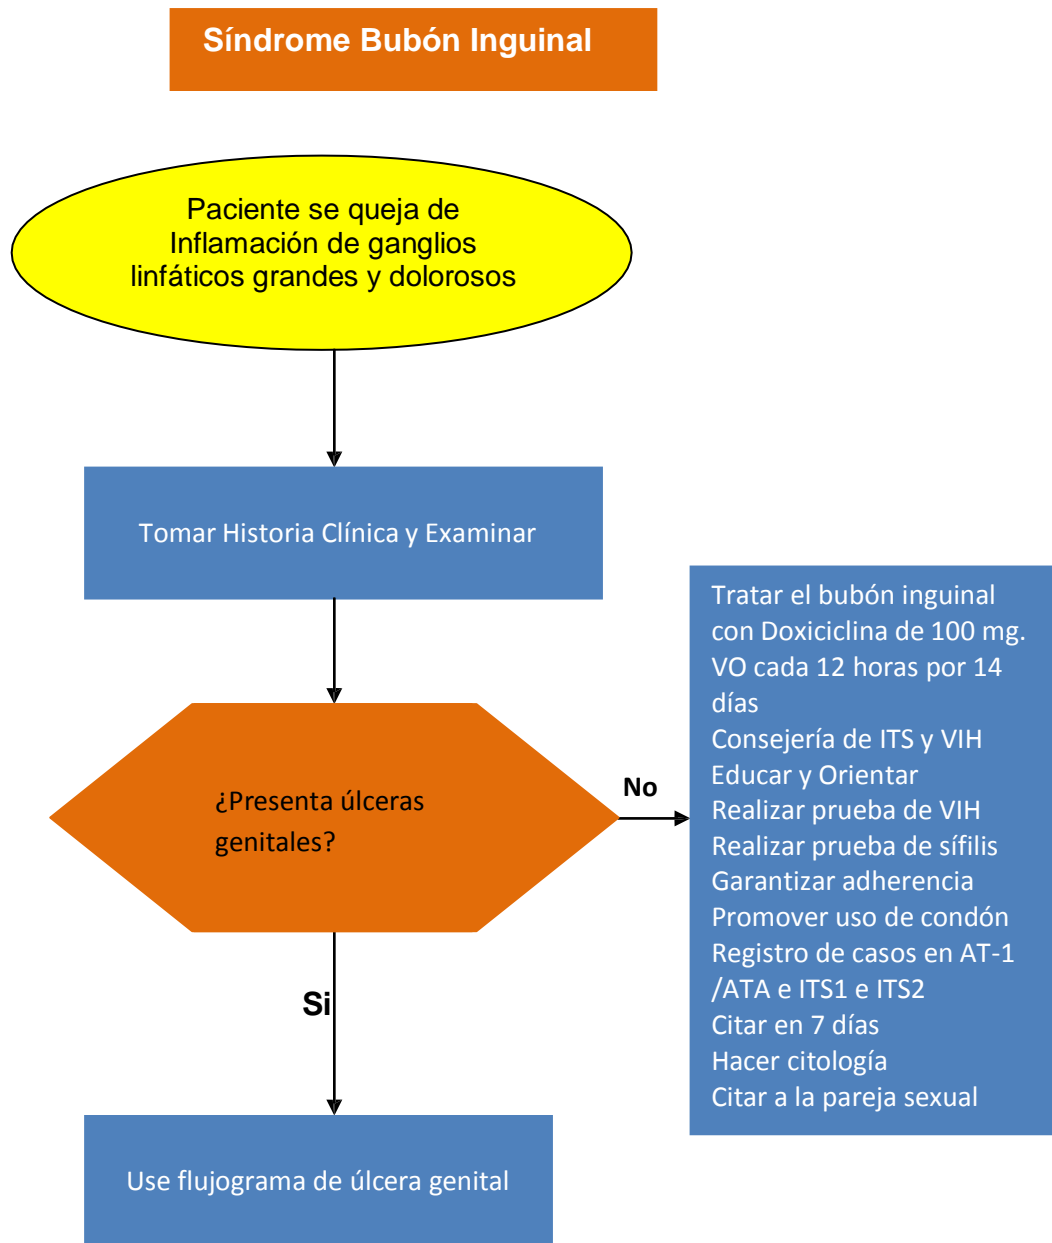 Síndrome Bubón Inguinal
Paciente se queja de
Inflamación de ganglios
linfáticos grandes y dolorosos
Tomar Historia Clínica y Examinar
¿Presenta úlceras
genitales?
No
Tratar el bubón inguinal
con Doxiciclina de 100 mg.
VO cada 12 horas por 14
días
Consejería de ITS y VIH
Educar y Orientar
Realizar prueba de VIH
Realizar prueba de sífilis
Garantizar adherencia
Promover uso de condón
Registro de casos en AT-1
/ATA e ITS1 e ITS2
Citar en 7 días
Hacer citología
Citar a la pareja sexual
Si
Use flujograma de úlcera genital